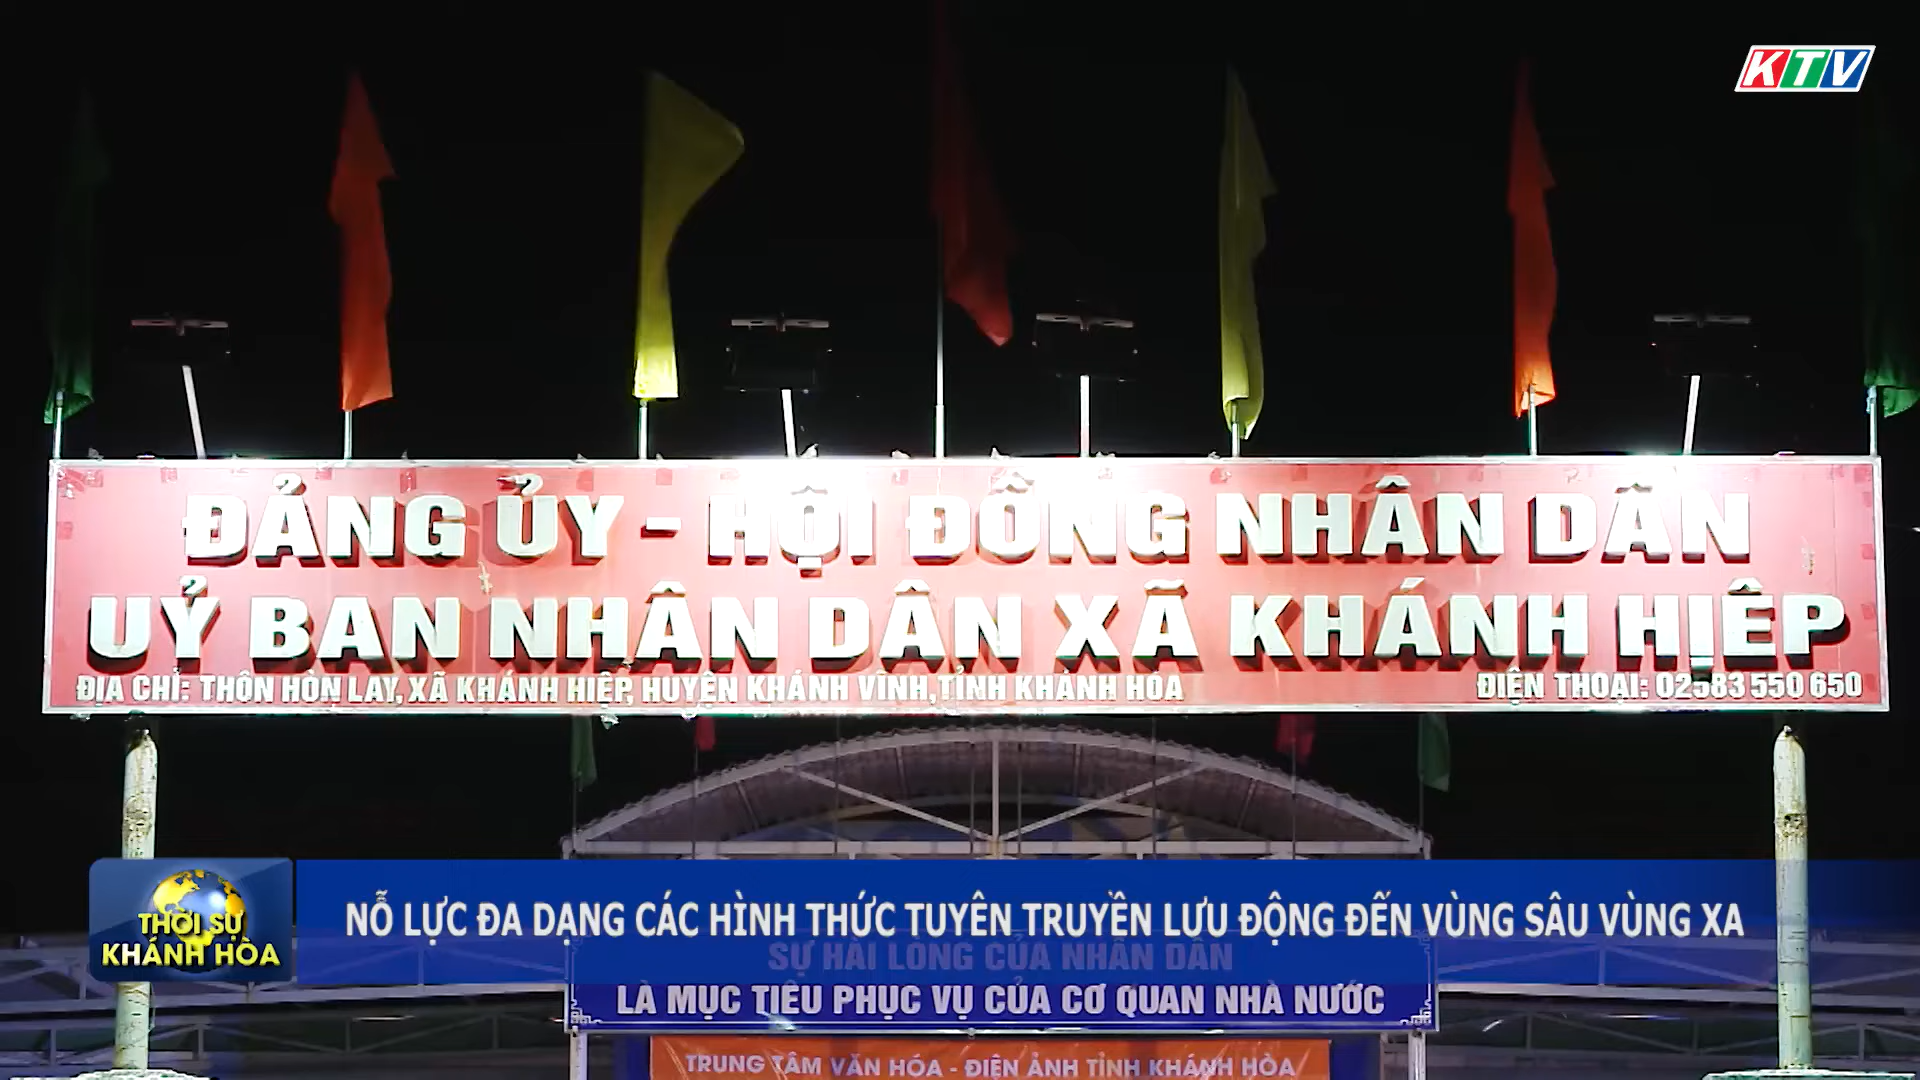 KTV
ĐẢNG ỦY - HỘI ĐỒNG NHÂN DÂN
UỶ BAN NHÂN DÂN XÃ KHÁNH HIỆP
ĐỊA CHỈ: THÔN HÒN LAY, XÃ KHÁNH HIỆP, HUYỆN KHÁNH VĨNH, TỈNH KHÁNH HÒA
ĐIỆN THOẠI: 02583 550 650
THỜI SỰ
KHÁNH HÒA
NỖ LỰC ĐA DẠNG CÁC HÌNH THỨC TUYÊN TRUYỀN LƯU ĐỘNG ĐẾN VÙNG SÂU VÙNG XA
SỰ HÀI LÒNG CỦA NHÂN DÂN
LÀ MỤC TIÊU PHỤC VỤ CỦA CƠ QUAN NHÀ NƯỚC
TRUNG TÂM VĂN HÓA - ĐIỆN ẢNH TỈNH KHÁNH HÒA